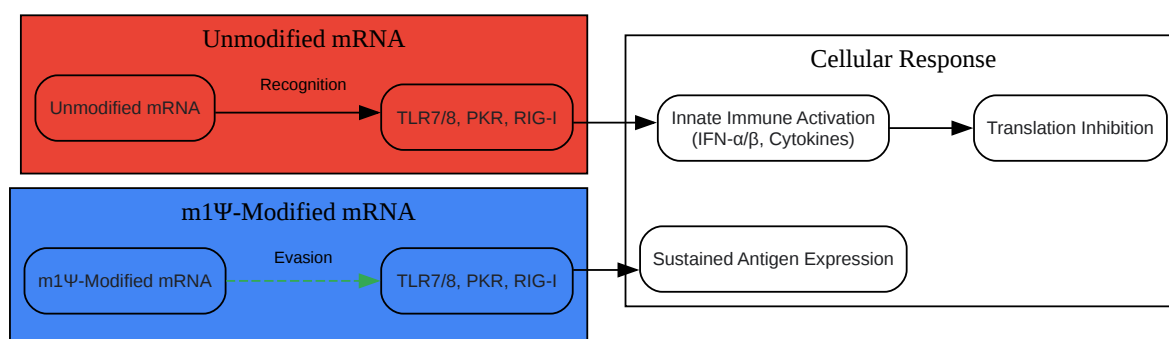 Unmodified mRNA
Unmodified mRNA
Recognition
TLR7/8, PKR, RIG-I
m1Ψ-Modified mRNA
m1Ψ-Modified mRNA
Evasion
TLR7/8, PKR, RIG-I
Cellular Response
Innate Immune Activation
(IFN-α/β, Cytokines)
Translation Inhibition
Sustained Antigen Expression